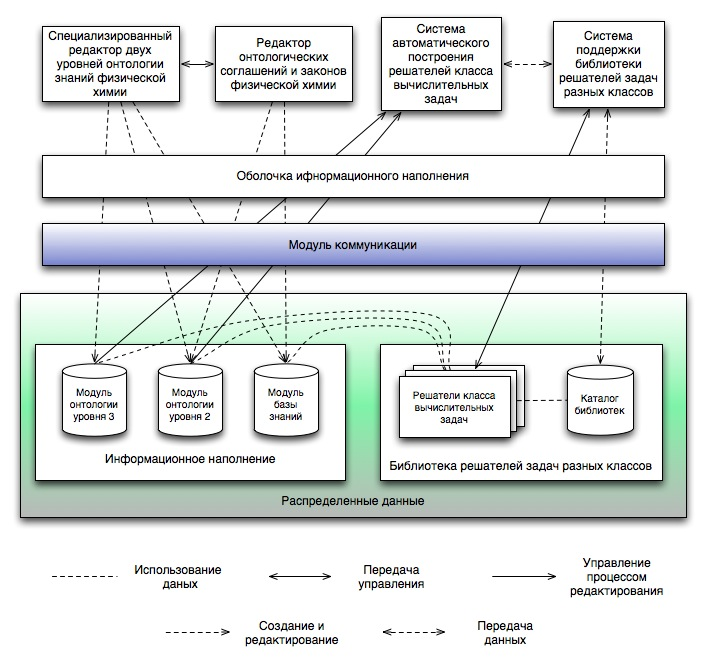 Специализированный
редактор двух
уровней онтологии
знаний физической
химии
Редактор
онтологических
соглашений и законов
физической химии
Система
автоматического
построения
решателей класса
вычислительных
задач
Система
поддержки
библиотеки
решателей задач
разных классов
Оболочка ифнормационного наполнения
Модуль коммуникации
Модуль
онтологии
уровня 3
Модуль
онтологии
уровня 2
Модуль
базы
знаний
Информационное наполнение
Решатели класса
вычислительных
задач
Каталог
библиотек
Библиотека решателей задач разных классов
Распределенные данные
Использование
даных
Передача
управления
Управление
процессом
редактирования
Создание и
редактирование
Передача
данных